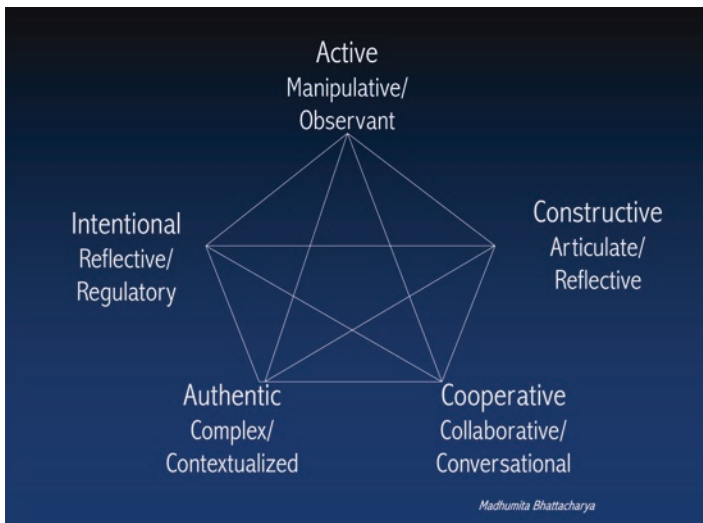 Active
Manipulative/
Observant
Intentional
Reflective/
Regulatory
Constructive
Articulate/
Reflective
Authentic
Complex/
Contextualized
Cooperative
Collaborative/
Conversational
Madhumita Bhattacharya